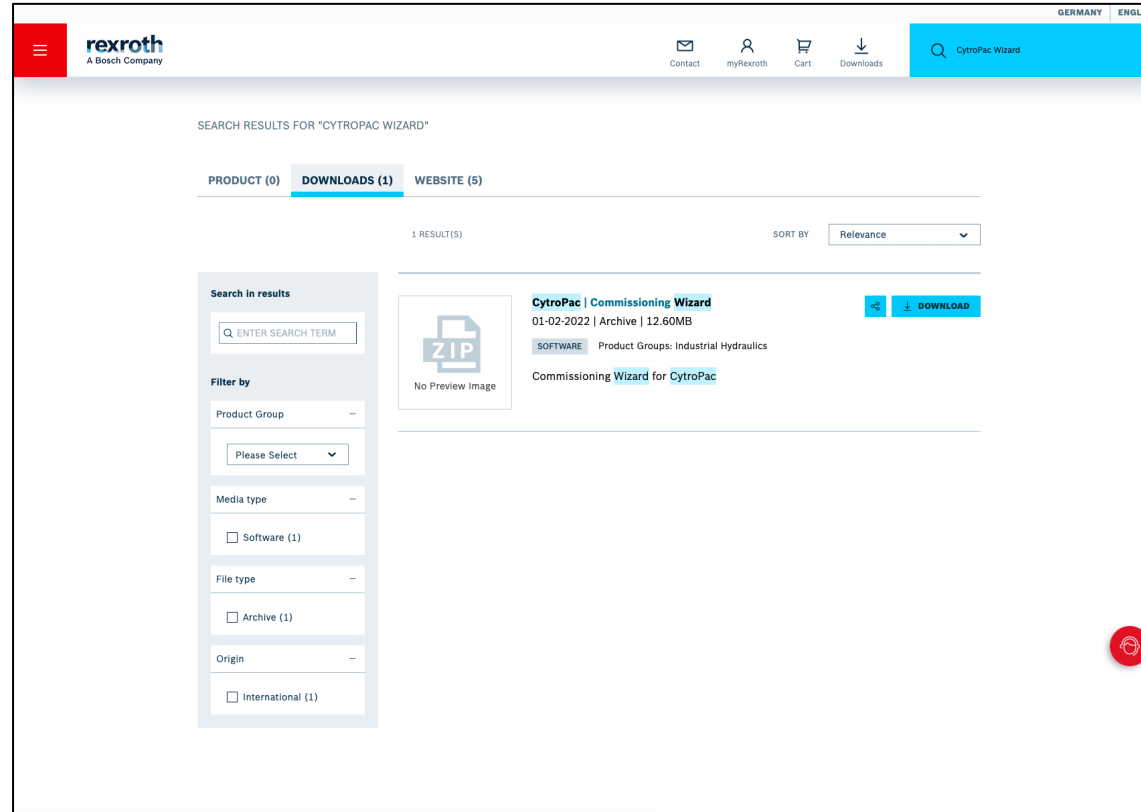 GERMANY ENGL
rexroth
A Bosch Company
Contact myRexroth Cart Downloads
CytroPac Wizard
SEARCH RESULTS FOR "CYTROPAC WIZARD"
PRODUCT (0) DOWNLOADS (1) WEBSITE (5)
1 RESULT(S)
SORT BY Relevance
Search in results
ENTER SEARCH TERM
Filter by
Product Group –
Please Select
Media type –
Software (1)
File type –
Archive (1)
Origin –
International (1)
ZIP
No Preview Image
CytroPac | Commissioning Wizard
01-02-2022 | Archive | 12.60MB
SOFTWARE Product Groups: Industrial Hydraulics
Commissioning Wizard for CytroPac
DOWNLOAD